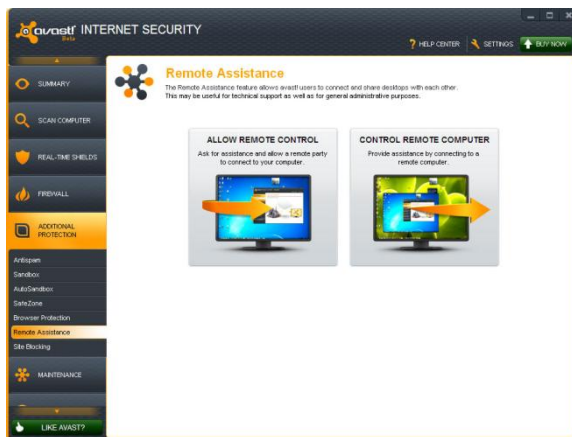 avast! INTERNET SECURITY
Beta
? HELP CENTER
SETTINGS
BUY NOW
SUMMARY
SCAN COMPUTER
REAL-TIME SHIELDS
FIREWALL
ADDITIONAL
PROTECTION
Antispam
Sandbox
AutoSandbox
SafeZone
Browser Protection
Remote Assistance
Site Blocking
MAINTENANCE
LIKE AVAST?
Remote Assistance
The Remote Assistance feature allows avast! users to connect and share desktops with each other.
This may be useful for technical support as well as for general administrative purposes.
ALLOW REMOTE CONTROL
Ask for assistance and allow a remote party
to connect to your computer.
CONTROL REMOTE COMPUTER
Provide assistance by connecting to a
remote computer.